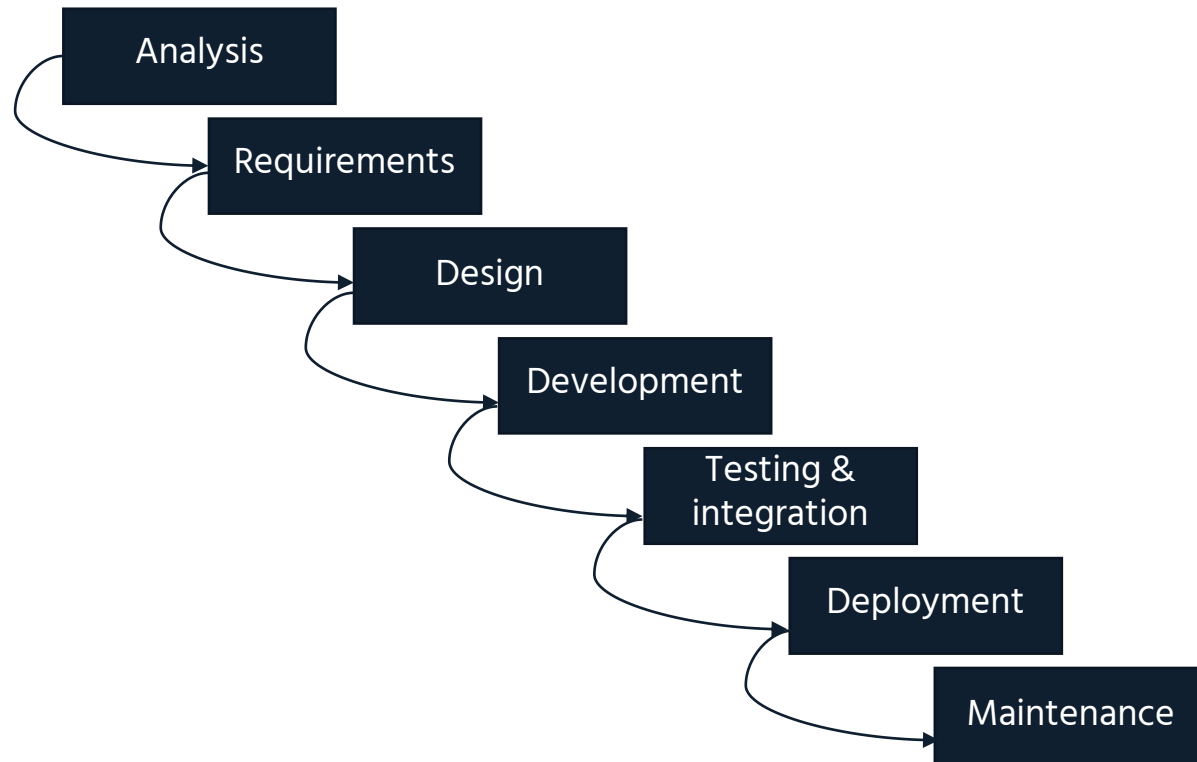 Analysis
Requirements
Design
Development
Testing &
integration
Deployment
Maintenance